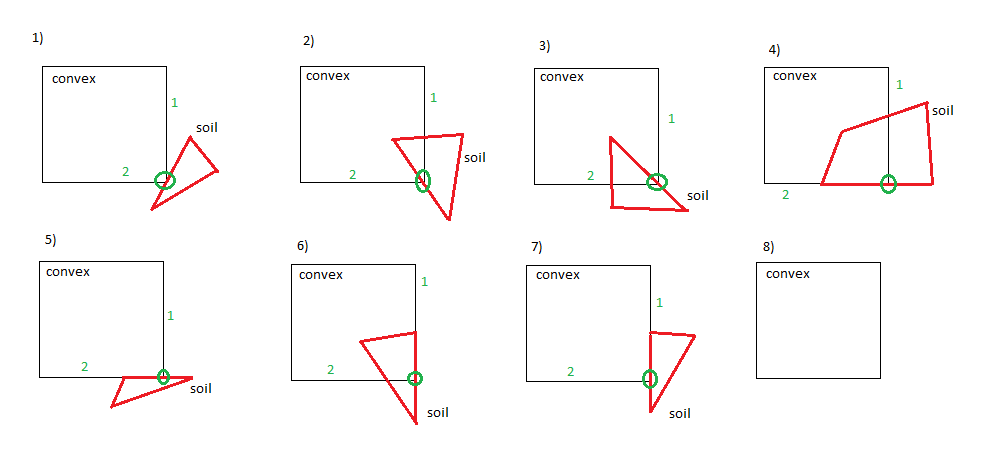 1)
convex
1
soil
2
2)
convex
1
soil
2
3)
convex
1
2
soil
4)
convex
1
soil
2
5)
convex
1
2
soil
6)
convex
1
2
soil
7)
convex
1
2
soil
8)
convex